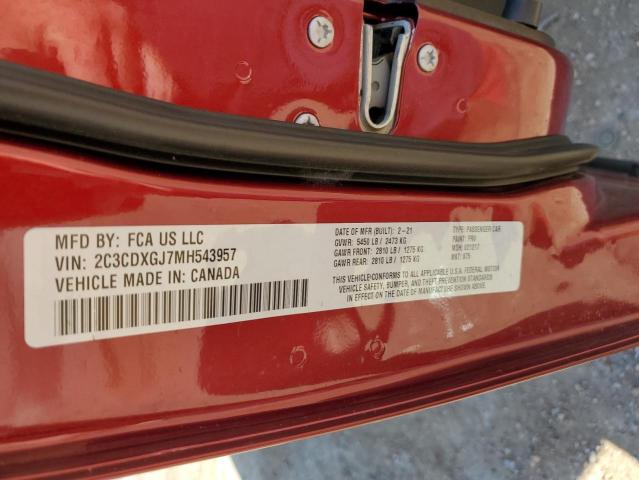 MFD BY: FCA US LLC
VIN: 2C3CDXGJ7MH543957
VEHICLE MADE IN: CANADA
DATE OF MFR (BUILT): 2-21
GVWR: 5450 LB / 2473 KG
GAWR FRONT: 2810 LB / 1275 KG
GAWR REAR: 2810 LB / 1275 KG
TYPE: PASSENGER CAR
PAINT:
MDH:
THIS VEHICLE CONFORMS TO ALL APPLICABLE U.S.A. FEDERAL MOTOR
VEHICLE SAFETY, BUMPER, AND THEFT PREVENTION STANDARDS
IN EFFECT ON THE DATE OF MANUFACTURE SHOWN ABOVE.